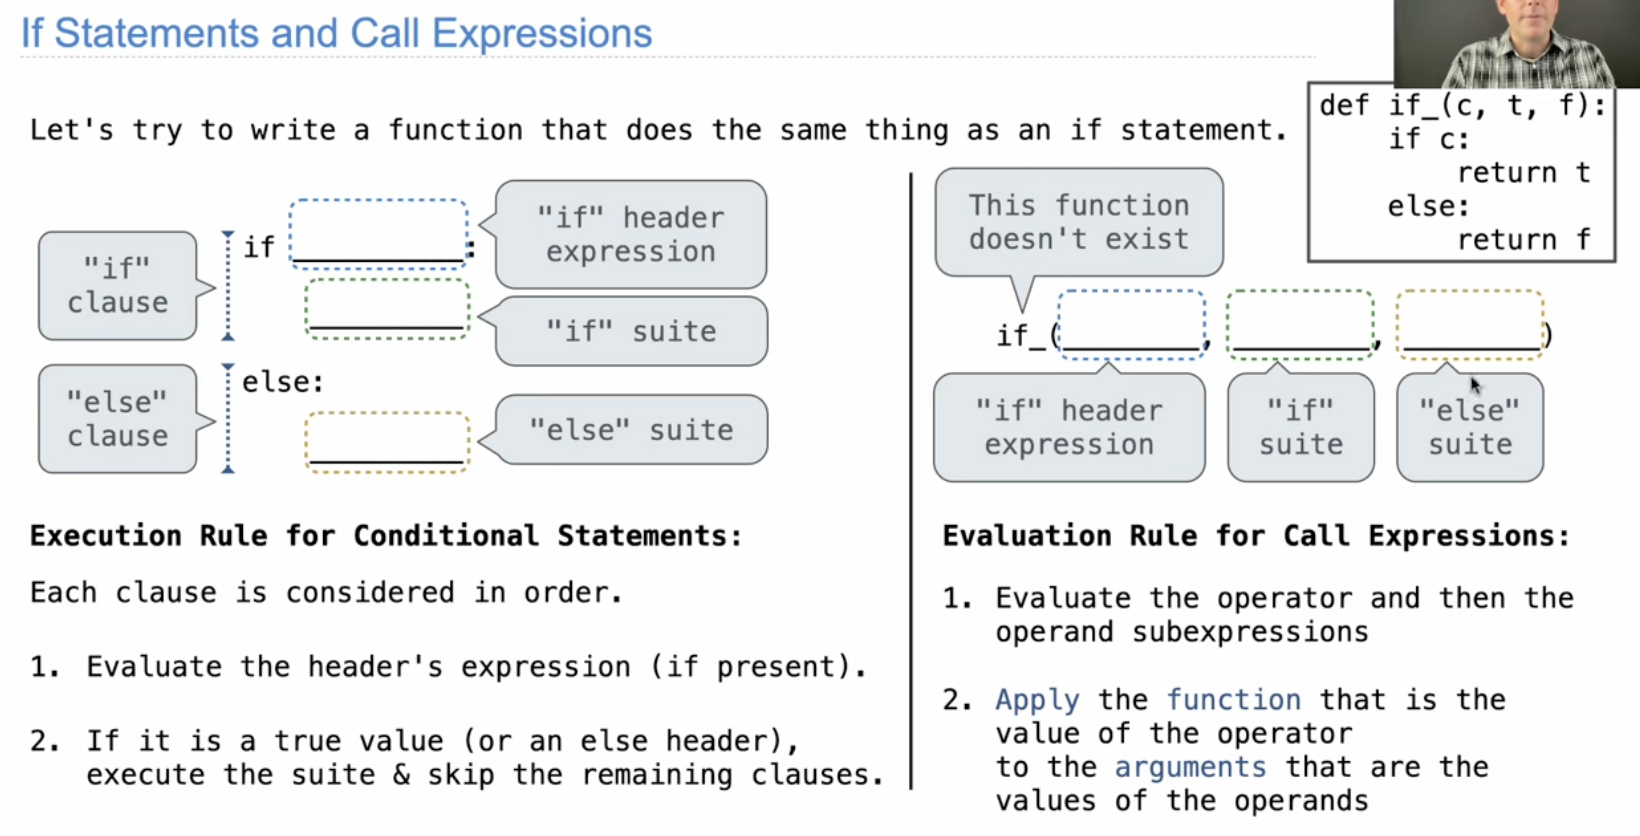 If Statements and Call Expressions
Let's try to write a function that does the same thing as an if statement.
def if_(c, t, f):
if c:
return t
else:
return f
"if"
clause
if __________:
"if" header
expression
__________
"if" suite
"else"
clause
else:
__________
"else" suite
This function
doesn't exist
if_(________, ________, ________)
"if" header
expression
"if"
suite
"else"
suite
Execution Rule for Conditional Statements:
Each clause is considered in order.
1. Evaluate the header's expression (if present).
2. If it is a true value (or an else header),
execute the suite & skip the remaining clauses.
Evaluation Rule for Call Expressions:
1. Evaluate the operator and then the
operand subexpressions
2. Apply the function that is the
value of the operator
to the arguments that are the
values of the operands